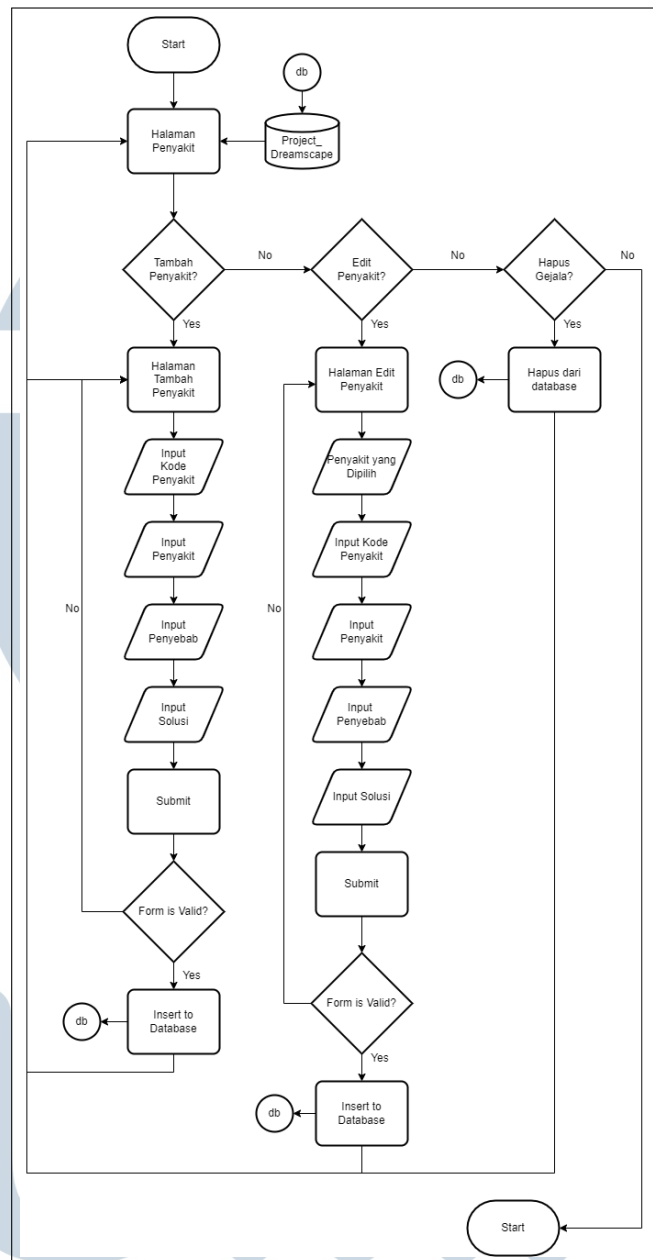 Start
db
Halaman
Penyakit
Project_
Dreamscape
Tambah
Penyakit?
No
Edit
Penyakit?
No
Hapus
Gejala?
No
Yes
Yes
Yes
Halaman
Tambah
Penyakit
Halaman Edit
Penyakit
db
Hapus dari
database
Input
Kode
Penyakit
Penyakit yang
Dipilih
Input
Penyakit
Input Kode
Penyakit
No
No
Input
Penyebab
Input
Penyakit
Input
Solusi
Input
Penyebab
Submit
Input Solusi
Submit
Form is Valid?
Yes
Form is Valid?
db
Insert to
Database
Yes
db
Insert to
Database
Start